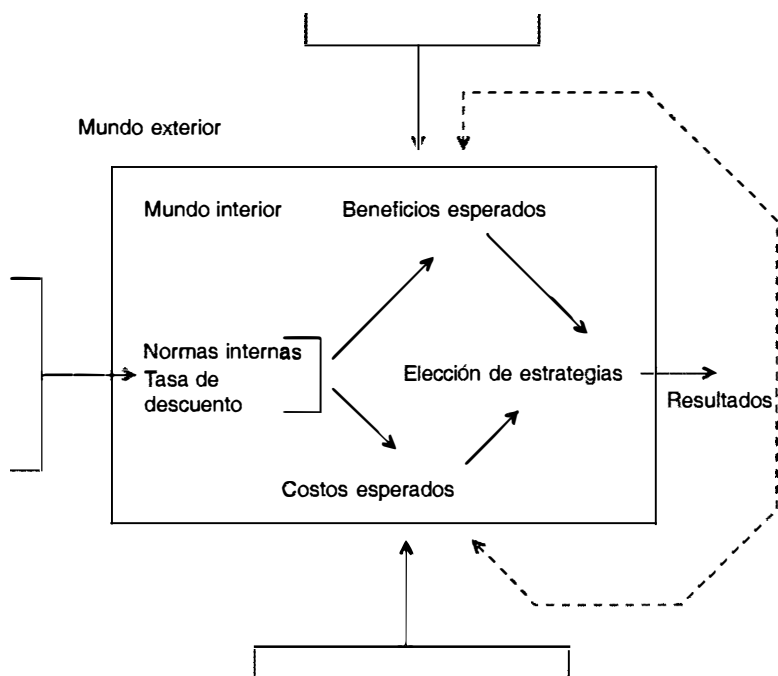 Mundo exterior
Mundo interior
Beneficios esperados
Normas internas
Tasa de
descuento
Elección de estrategias
Resultados
Costos esperados